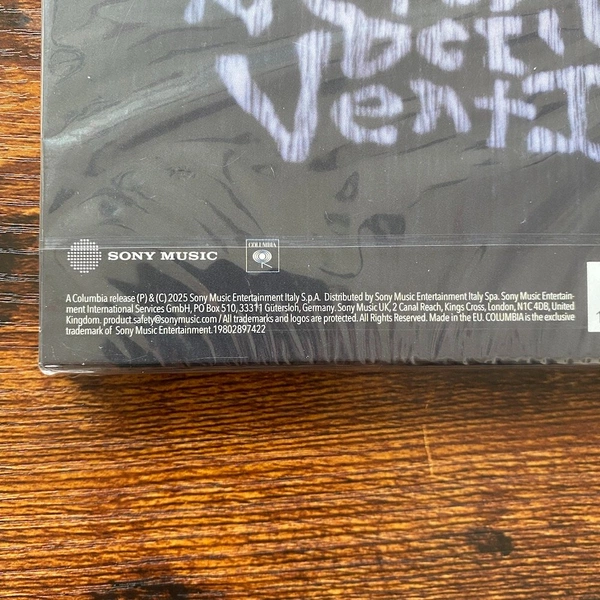 Vent
SONY MUSIC
COLUMBIA
A Columbia release (P) & (C) 2025 Sony Music Entertainment Italy S.p.A. Distributed by Sony Music Entertainment Italy Spa. Sony Music Entertain-
ment International Services GmbH, PO Box 510, 33311 Gütersloh, Germany. Sony Music UK, 2 Canal Reach, Kings Cross, London, N1C 4DB, United
Kingdom. product.safety@sonymusic.com / All trademarks and logos are protected. All Rights Reserved. Made in the EU. COLUMBIA is the exclusive
trademark of Sony Music Entertainment.19802897422